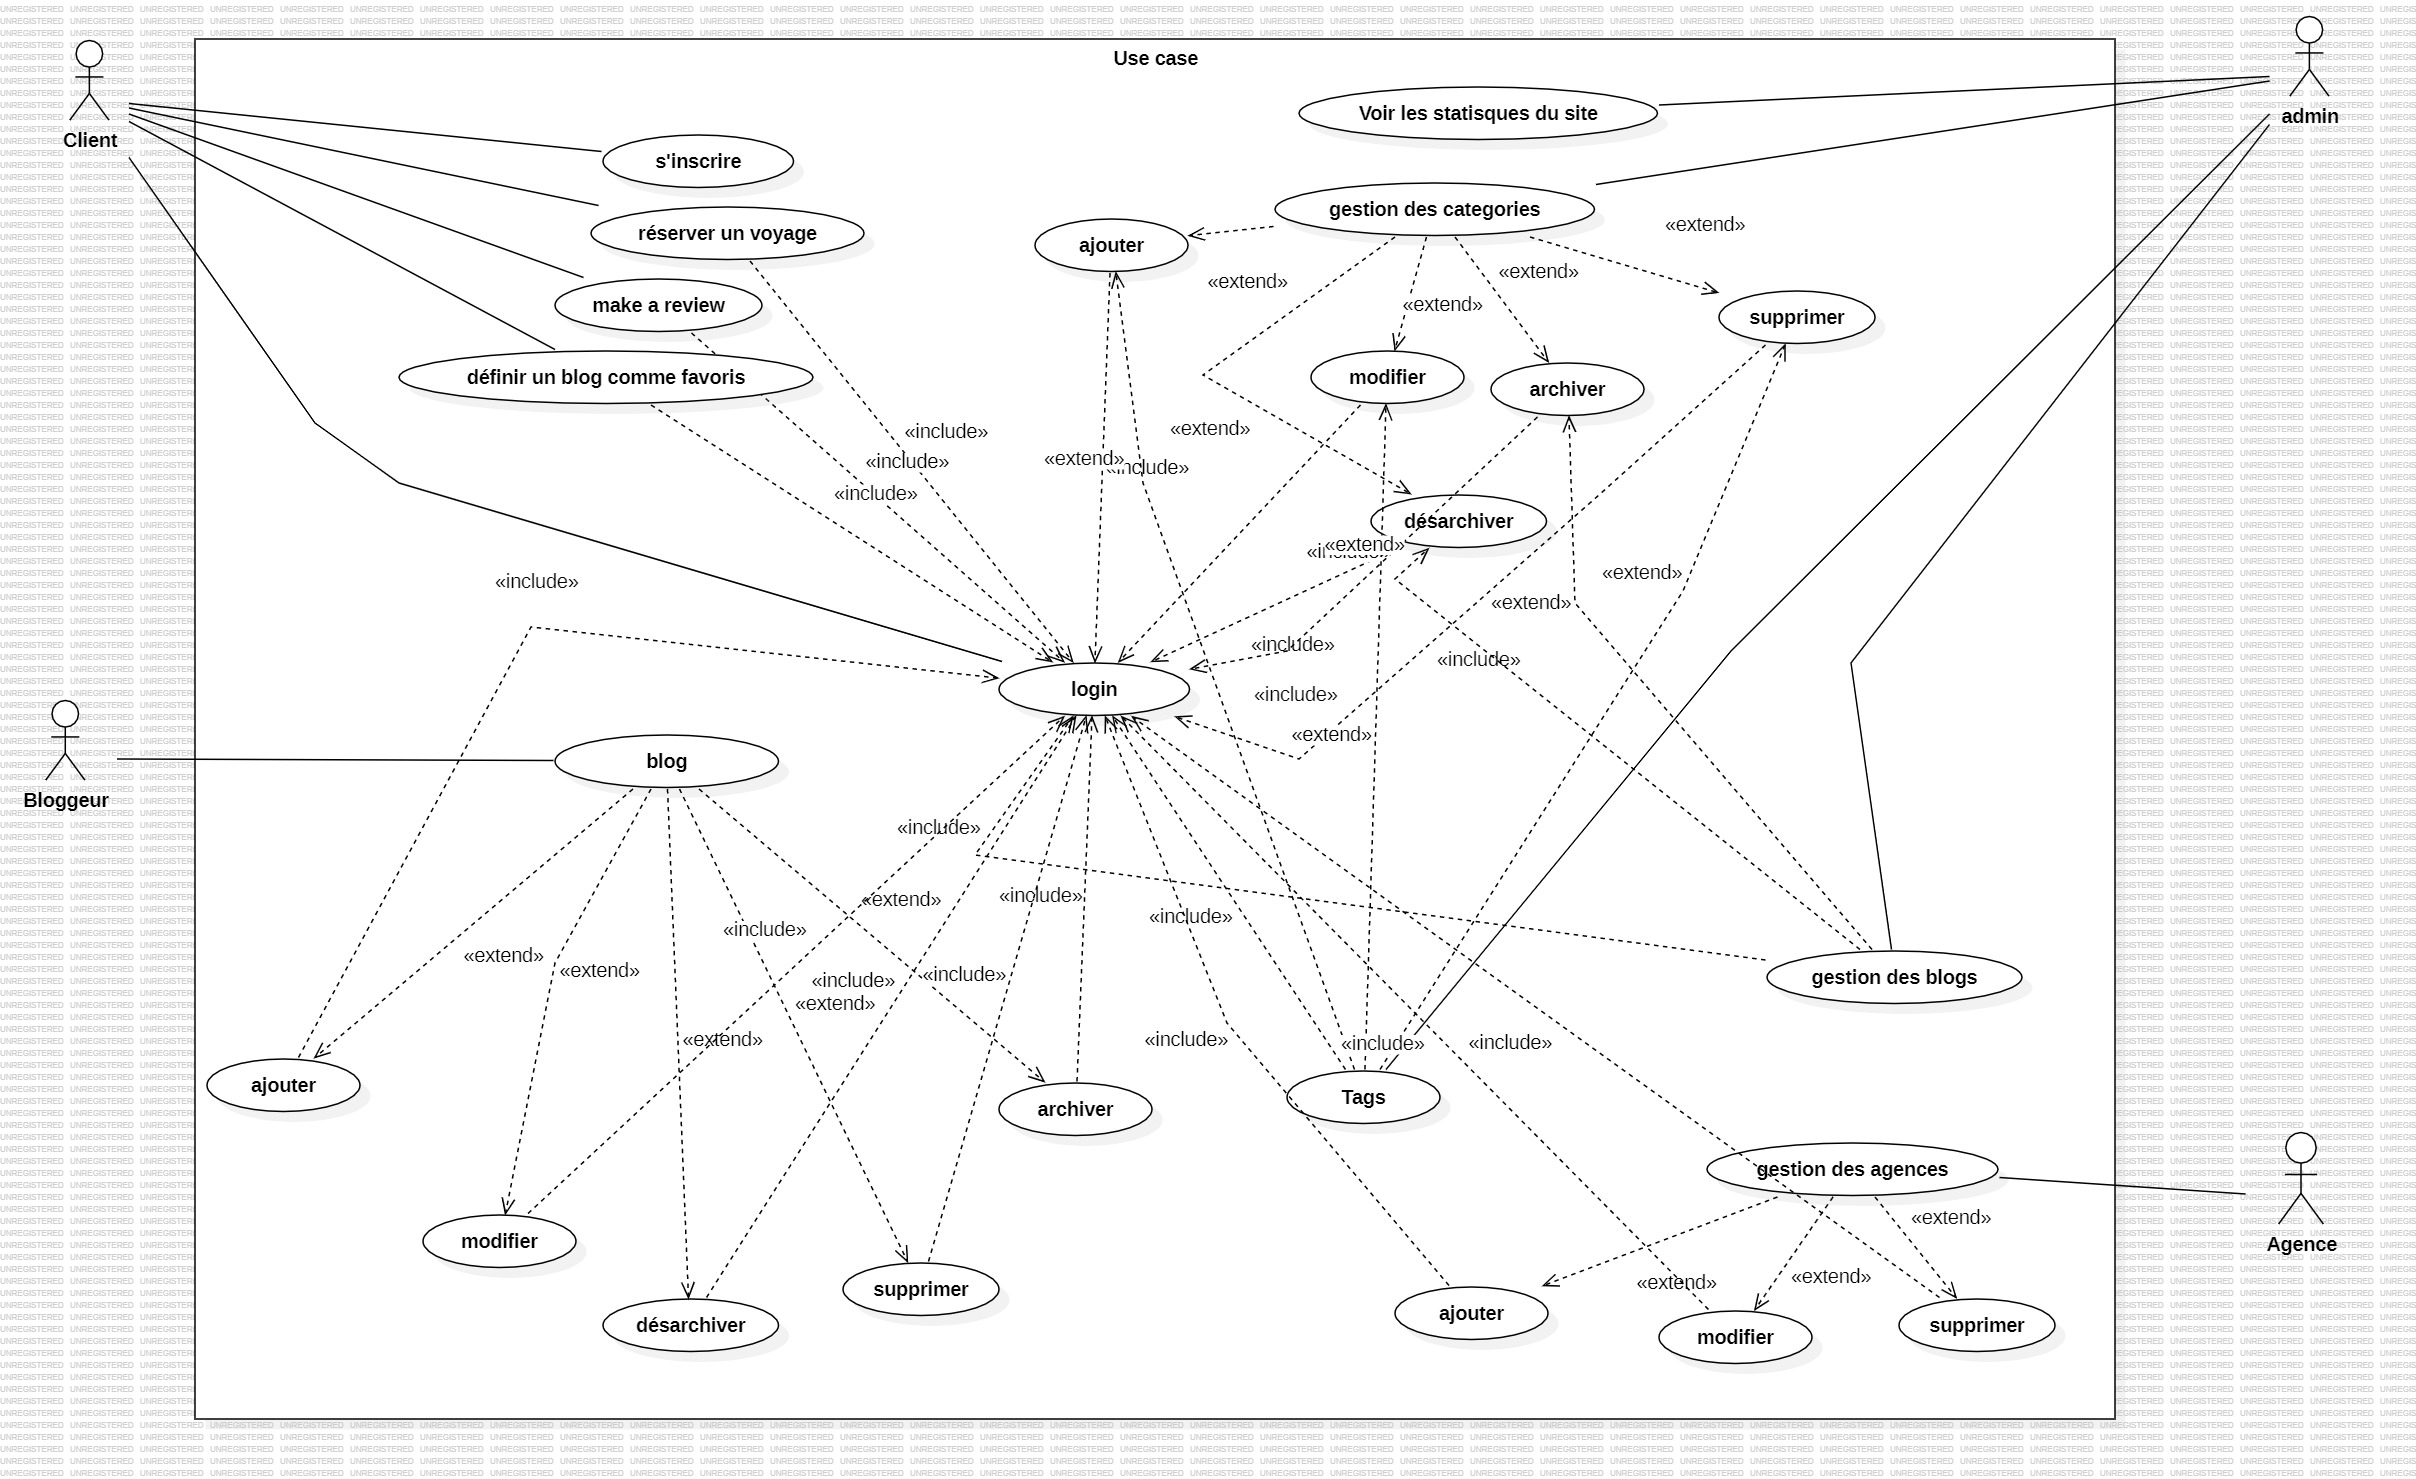 Use case
Client
admin
Voir les statisques du site
s'inscrire
gestion des categories
«extend»
réserver un voyage
ajouter
«extend»
«extend»
make a review
«extend»
supprimer
définir un blog comme favoris
modifier
archiver
«include»
«extend»
«include»
«extend»
«include»
«include»
désarchiver
«extend»
«include»
«include»
«extend»
«extend»
«include»
«include»
login
«include»
«extend»
Bloggeur
blog
«include»
«extend»
«include»
«include»
«include»
«extend»
«extend»
«include»
«include»
«extend»
gestion des blogs
«extend»
«include»
«include»
«include»
ajouter
archiver
Tags
gestion des agences
«extend»
Agence
modifier
supprimer
«extend»
«extend»
désarchiver
ajouter
modifier
supprimer
UNREGISTERED